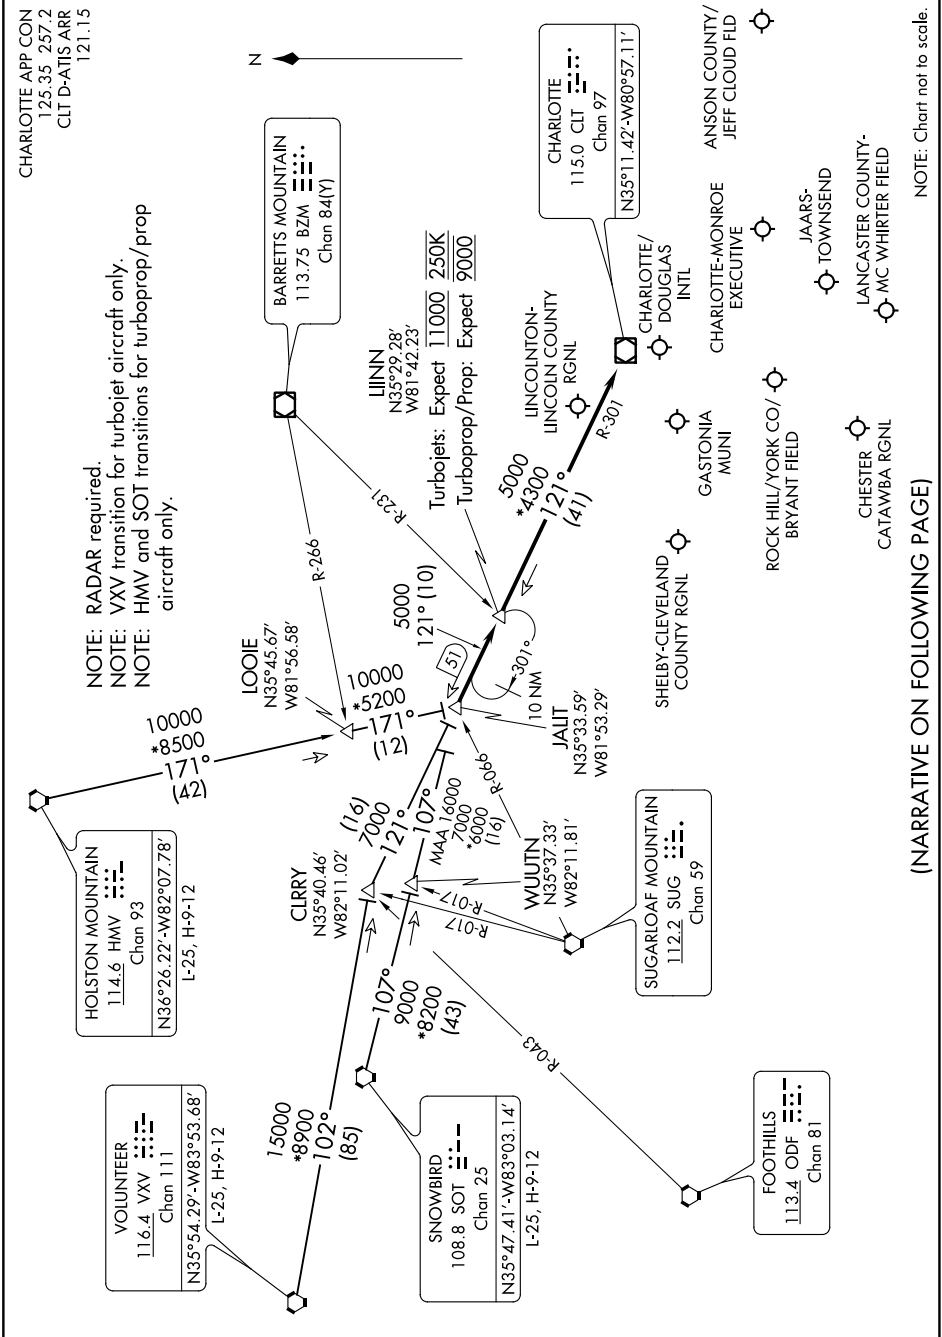 CHARLOTTE APP CON
125.35 257.2
CLT D-ATIS ARR
121.15
NOTE: RADAR required.
NOTE: VXV transition for turbojet aircraft only.
NOTE: HMV and SOT transitions for turboprop/prop
aircraft only.
N
HOLSTON MOUNTAIN
114.6 HMV
Chan 93
N36°26.22'-W82°07.78'
L-25, H-9-12
10000
*8500
171°
(42)
LOOIE
N35°45.67'
W81°56.58'
10000
*5200
171°
(12)
R-266
BARRETTS MOUNTAIN
113.75 BZM
Chan 84(Y)
R-231
LIINN
N35°29.28'
W81°42.23'
Turbojets: Expect 11000 250K
Turboprop/Prop: Expect 9000
VOLUNTEER
116.4 VXV
Chan 111
N35°54.29'-W83°53.68'
L-25, H-9-12
15000
*8900
102°
(85)
CLRRY
N35°40.46'
W82°11.02'
(16)
7000
121°
5000
121° (10)
51
301°
10 NM
JALIT
N35°33.59'
W81°53.29'
SNOWBIRD
108.8 SOT
Chan 25
N35°47.41'-W83°03.14'
L-25, H-9-12
107°
9000
*8200
(43)
107°
MAA 16000
7000
*6000
(16)
WUUTN
N35°37.33'
W82°11.81'
R-017
R-017
R-066
SUGARLOAF MOUNTAIN
112.2 SUG
Chan 59
R-043
FOOTHILLS
113.4 ODF
Chan 81
5000
*4300
121°
(41)
R-301
CHARLOTTE
115.0 CLT
Chan 97
N35°11.42'-W80°57.11'
LINCOLNTON-
LINCOLN COUNTY
RGNL
CHARLOTTE/
DOUGLAS
INTL
SHELBY-CLEVELAND
COUNTY RGNL
GASTONIA
MUNI
CHARLOTTE-MONROE
EXECUTIVE
ANSON COUNTY/
JEFF CLOUD FLD
ROCK HILL/YORK CO/
BRYANT FIELD
JAARS-
TOWNSEND
CHESTER
CATAWBA RGNL
LANCASTER COUNTY-
MC WHIRTER FIELD
NOTE: Chart not to scale.
(NARRATIVE ON FOLLOWING PAGE)